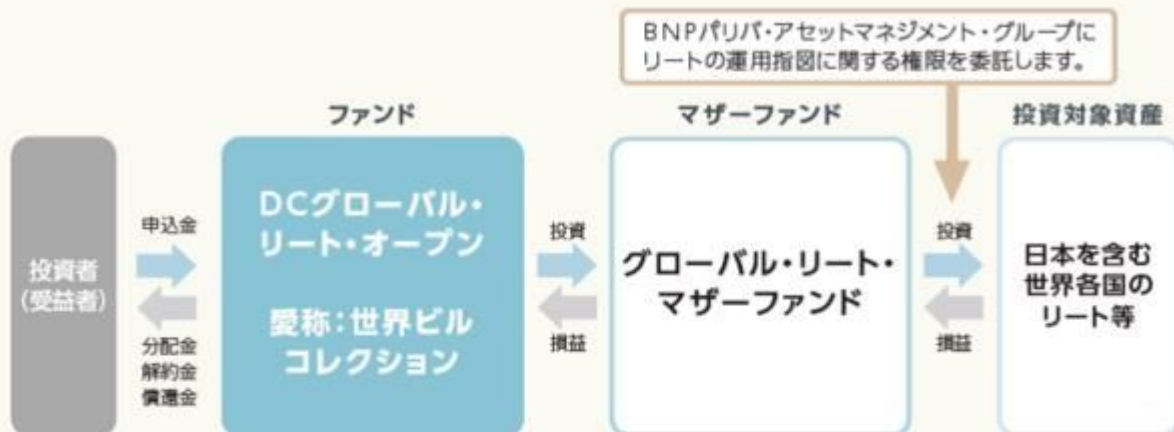 BNPパリバ・アセットマネジメント・グループに
リートの運用指図に関する権限を委託します。
ファンド
マザーファンド
投資対象資産
投資者
(受益者)
申込金
分配金
解約金
償還金
DCグローバル・
リート・オープン
愛称:世界ビル
コレクション
投資
損益
グローバル・リート・
マザーファンド
投資
損益
日本を含む
世界各国の
リート等